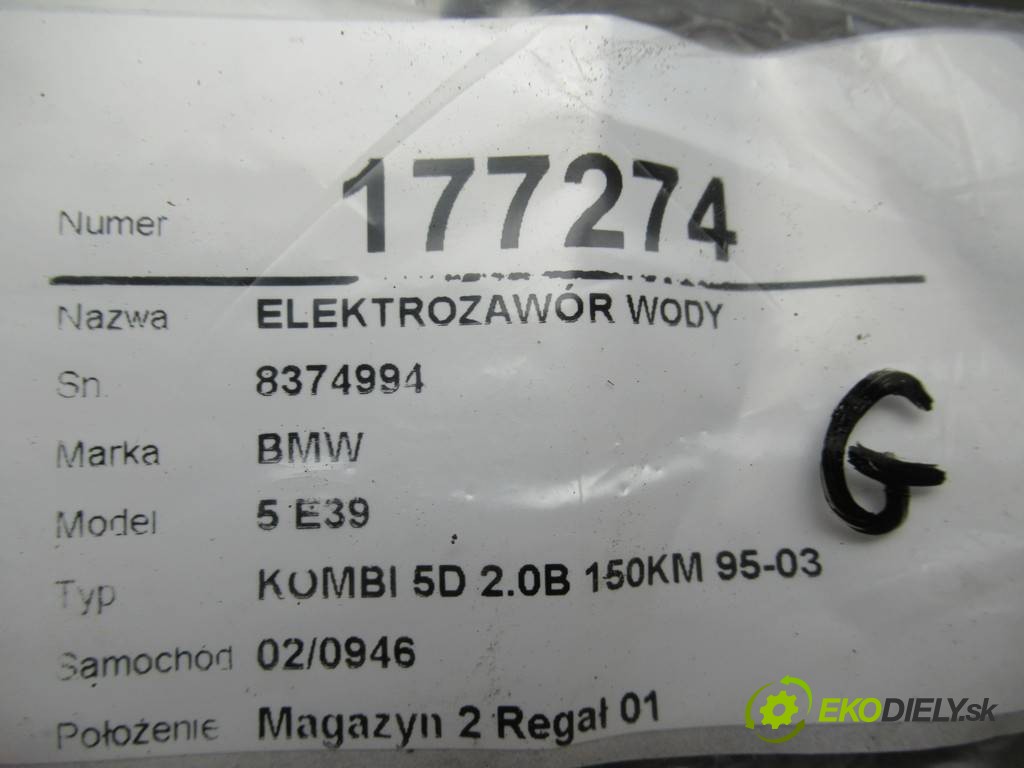 Numer 177274
Nazwa ELEKTROZAWÓR WODY
Sn. 8374994
Marka BMW
Model 5 E39
G
Typ KOMBI 5D 2.0B 150KM 95-03
Samochód 02/0946
Położenie Magazyn 2 Regał 01
EKODIELY.sk